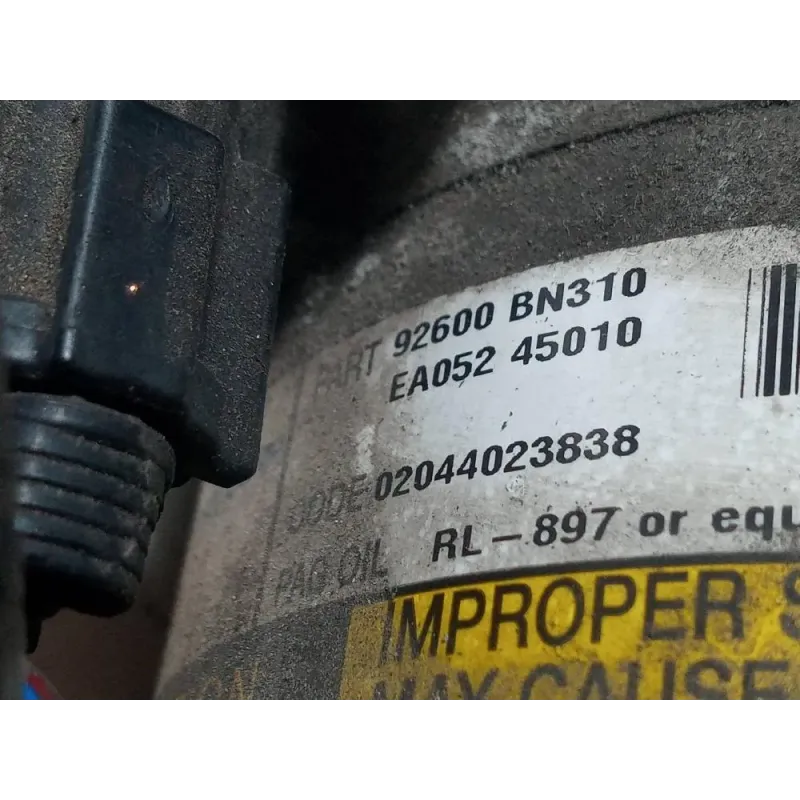 PART 92600 BN310
EA052 45010
CODE 02044023838
PAG OIL RL-897 or equ
IMPROPER S
MAY CAUSE